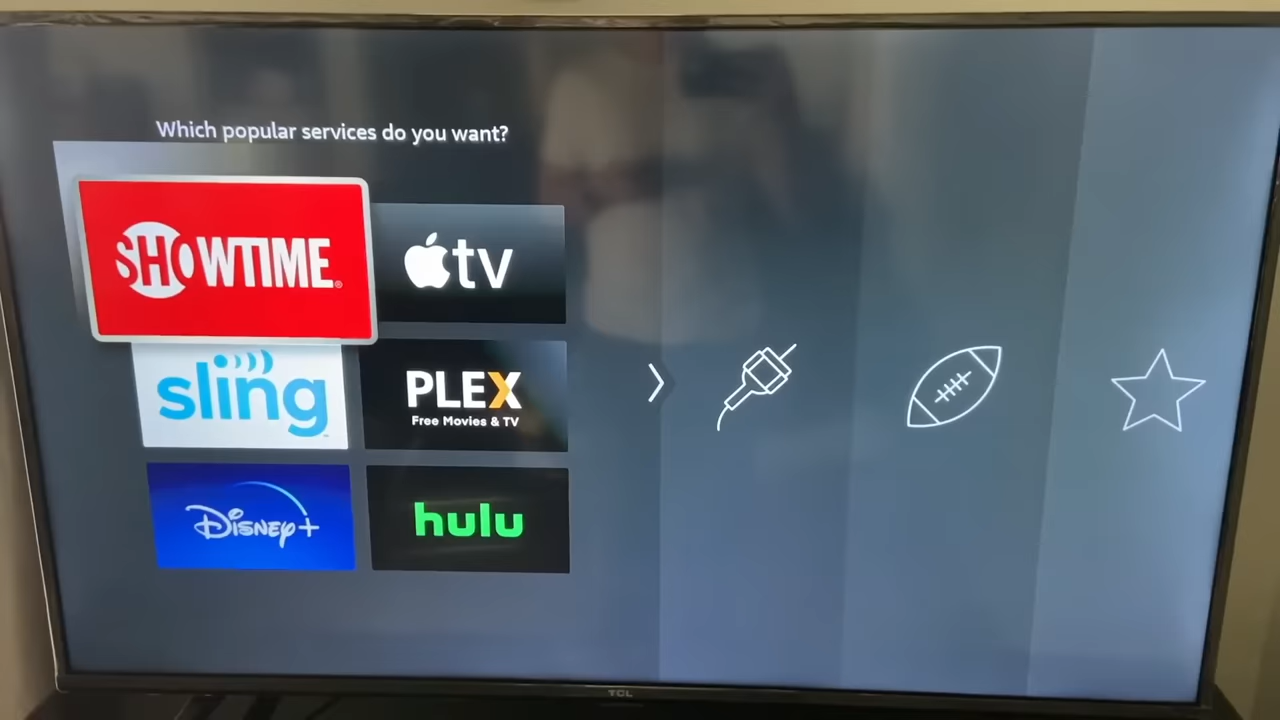 Which popular services do you want?
SHOWTIME®
tv
sling
PLEX
Free Movies & TV
Disney+
hulu
TCL